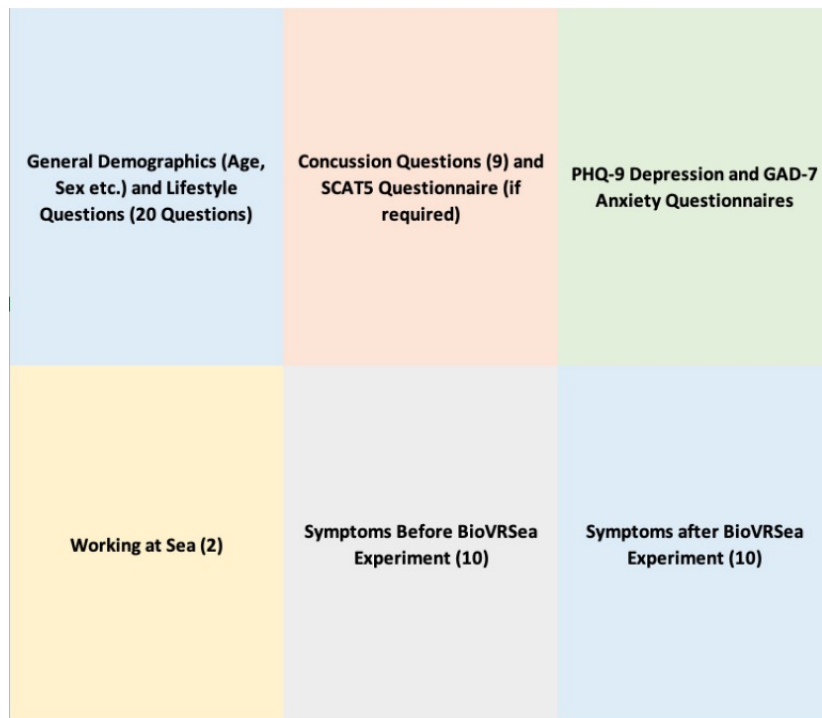 General Demographics (Age,
Sex etc.) and Lifestyle
Questions (20 Questions)
Concussion Questions (9) and
SCAT5 Questionnaire (if
required)
PHQ-9 Depression and GAD-7
Anxiety Questionnaires
Working at Sea (2)
Symptoms Before BioVRSea
Experiment (10)
Symptoms after BioVRSea
Experiment (10)